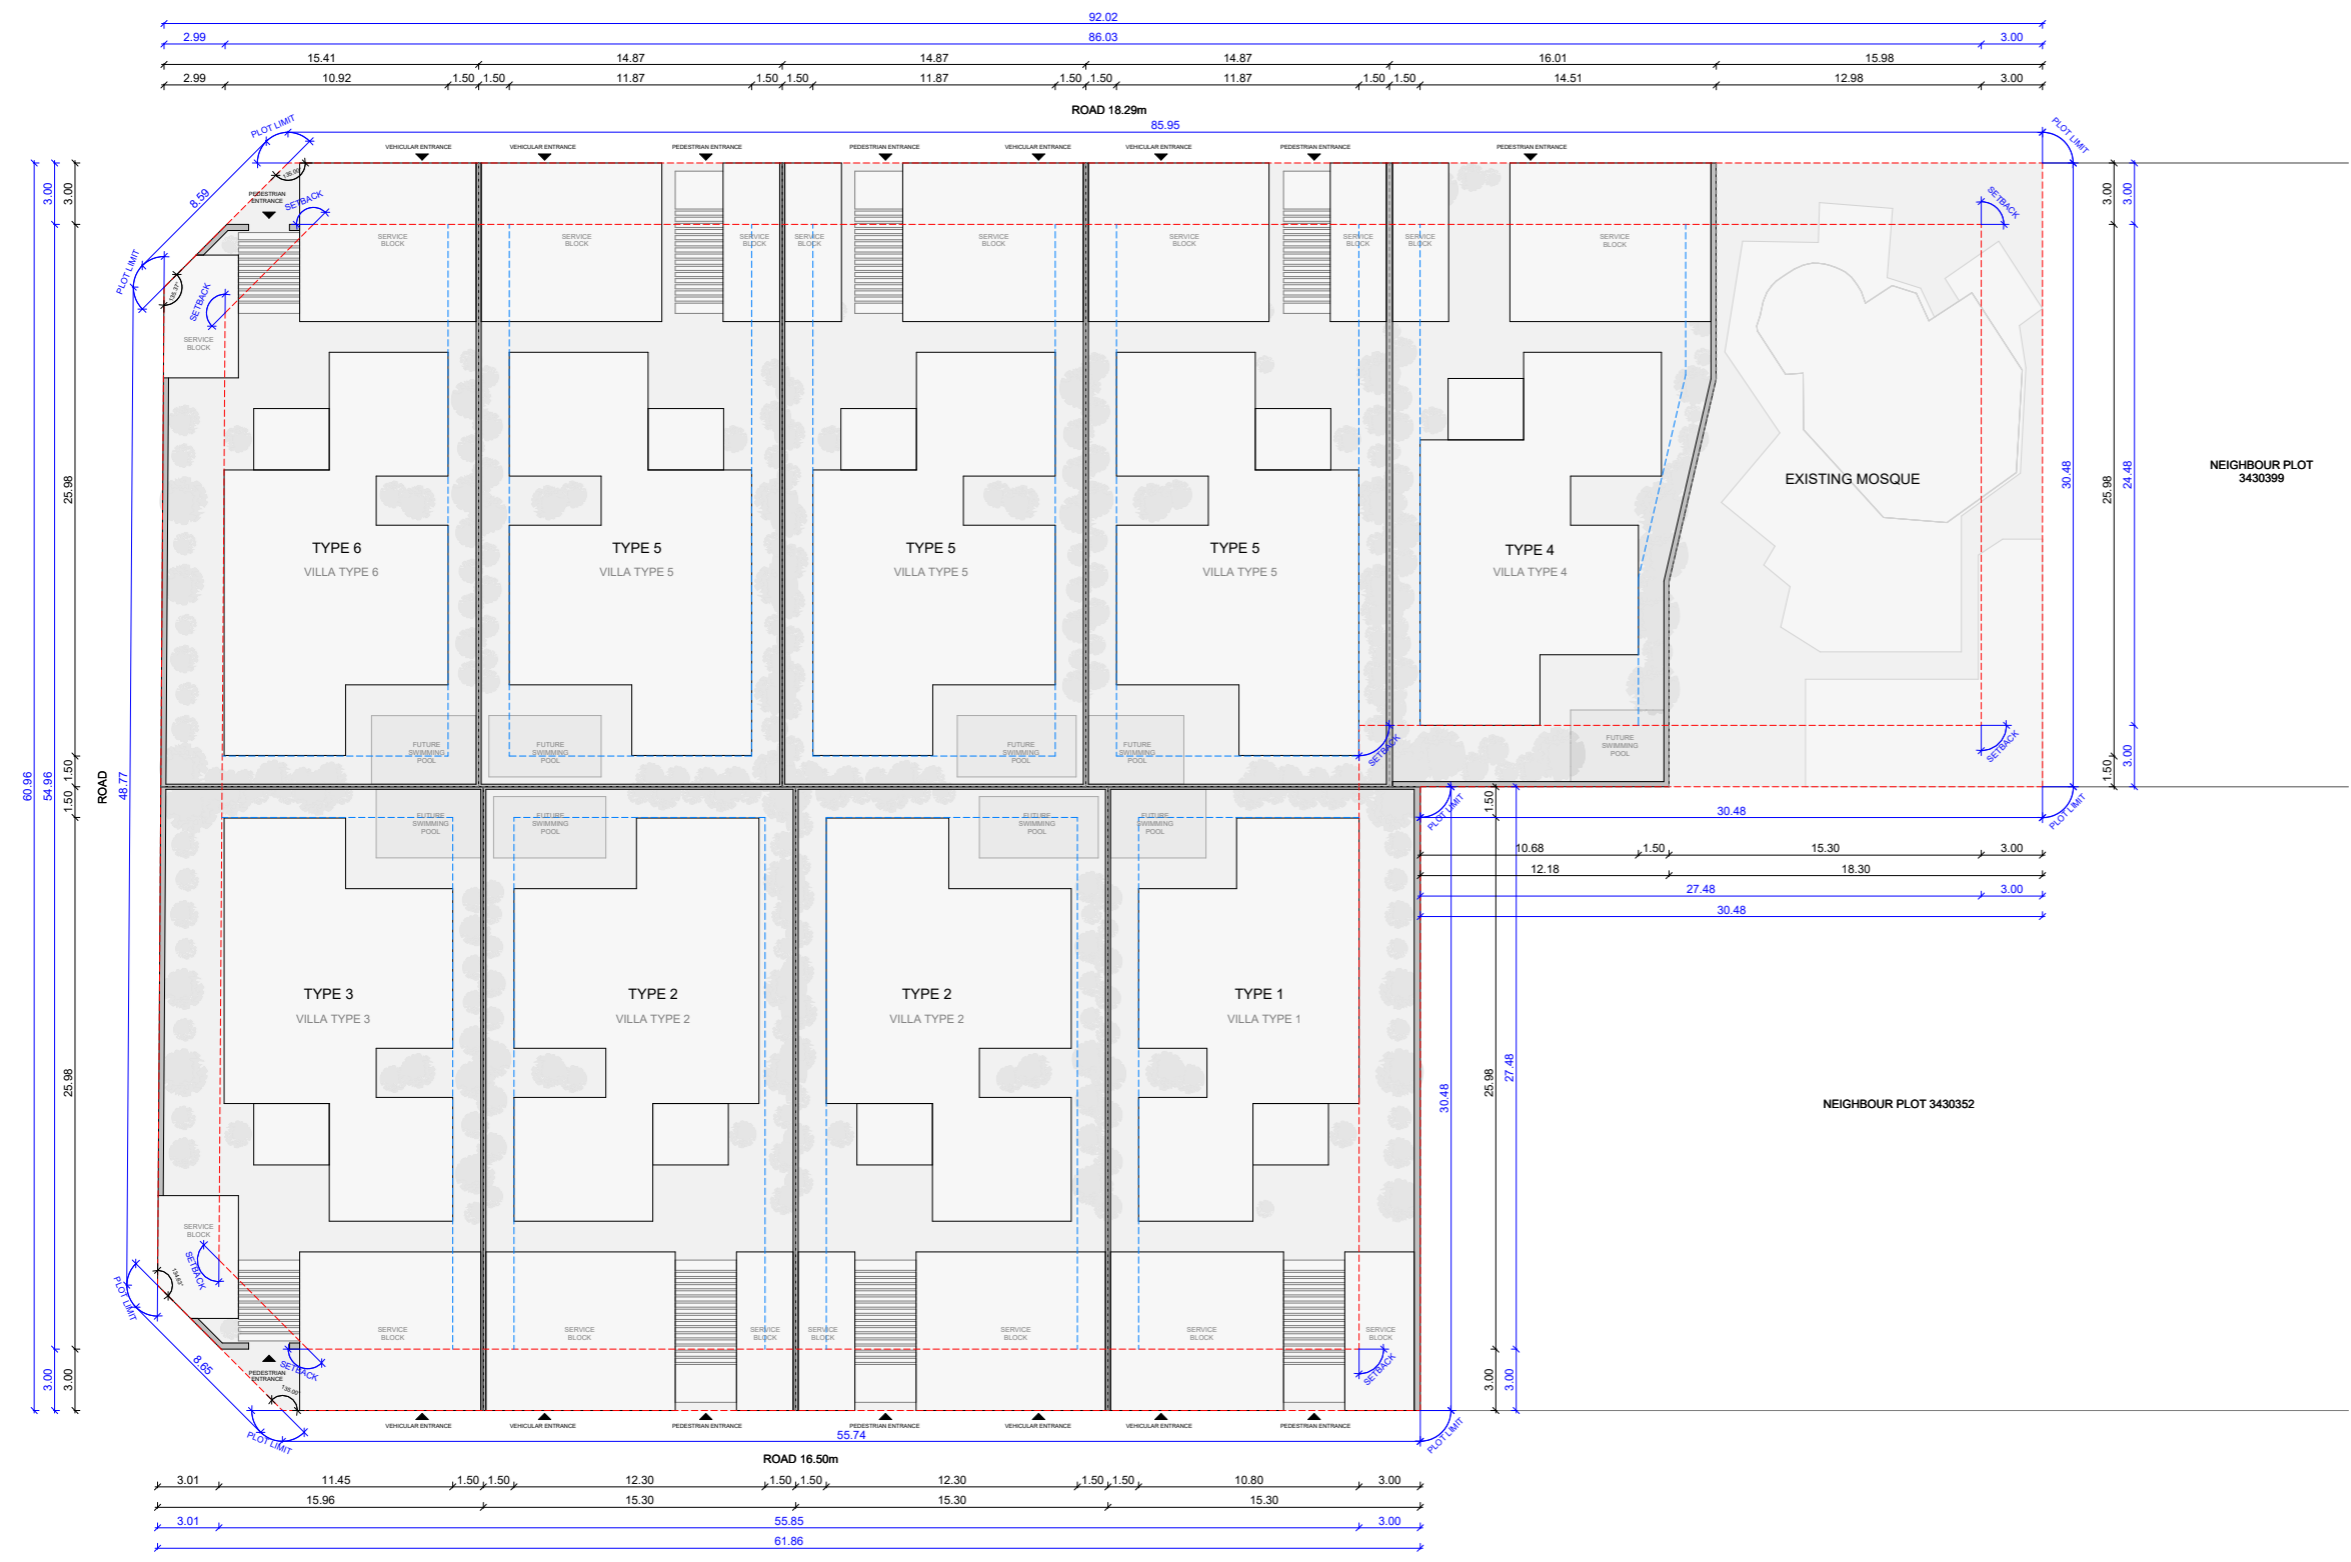 92.02
2.99 86.03 3.00
15.41 14.87 14.87 14.87 16.01 15.98
2.99 10.92 1.50 1.50 11.87 1.50 1.50 11.87 1.50 1.50 11.87 1.50 1.50 14.51 12.98 3.00
ROAD 18.29m
85.95
PLOT LIMIT
PLOT LIMIT
VEHICULAR ENTRANCE
VEHICULAR ENTRANCE
PEDESTRIAN ENTRANCE
PEDESTRIAN ENTRANCE
VEHICULAR ENTRANCE
VEHICULAR ENTRANCE
PEDESTRIAN ENTRANCE
PEDESTRIAN ENTRANCE
135.00°
PEDESTRIAN
ENTRANCE
8.59
SETBACK
SETBACK
3.00
3.00
3.00
3.00
SERVICE
BLOCK
SERVICE
BLOCK
SERVICE
BLOCK
SERVICE
BLOCK
SERVICE
BLOCK
SERVICE
BLOCK
SERVICE
BLOCK
SERVICE
BLOCK
SERVICE
BLOCK
PLOT LIMIT
135.37°
SETBACK
SERVICE
BLOCK
25.98
30.48
25.98
24.48
EXISTING MOSQUE
NEIGHBOUR PLOT
3430399
TYPE 6
VILLA TYPE 6
TYPE 5
VILLA TYPE 5
TYPE 5
VILLA TYPE 5
TYPE 5
VILLA TYPE 5
TYPE 4
VILLA TYPE 4
FUTURE
SWIMMING
POOL
FUTURE
SWIMMING
POOL
FUTURE
SWIMMING
POOL
FUTURE
SWIMMING
POOL
FUTURE
SWIMMING
POOL
SETBACK
SETBACK
1.50
3.00
60.96
54.96
1.50
1.50
ROAD
48.77
FUTURE
SWIMMING
POOL
FUTURE
SWIMMING
POOL
FUTURE
SWIMMING
POOL
FUTURE
SWIMMING
POOL
PLOT LIMIT
1.50
30.48
PLOT LIMIT
10.68 1.50 15.30 3.00
12.18 18.30
27.48 3.00
30.48
TYPE 3
VILLA TYPE 3
TYPE 2
VILLA TYPE 2
TYPE 2
VILLA TYPE 2
TYPE 1
VILLA TYPE 1
25.98
30.48
25.98
27.48
NEIGHBOUR PLOT 3430352
SERVICE
BLOCK
SETBACK
134.63°
PLOT LIMIT
SERVICE
BLOCK
SERVICE
BLOCK
SERVICE
BLOCK
SERVICE
BLOCK
SERVICE
BLOCK
SERVICE
BLOCK
SERVICE
BLOCK
8.65
SETBACK
PEDESTRIAN
ENTRANCE
135.00°
SETBACK
3.00
3.00
3.00
3.00
PLOT LIMIT
VEHICULAR ENTRANCE
VEHICULAR ENTRANCE
PEDESTRIAN ENTRANCE
PEDESTRIAN ENTRANCE
VEHICULAR ENTRANCE
VEHICULAR ENTRANCE
PEDESTRIAN ENTRANCE
PLOT LIMIT
55.74
ROAD 16.50m
3.01 11.45 1.50 1.50 12.30 1.50 1.50 12.30 1.50 1.50 10.80 3.00
15.96 15.30 15.30 15.30
3.01 55.85 3.00
61.86